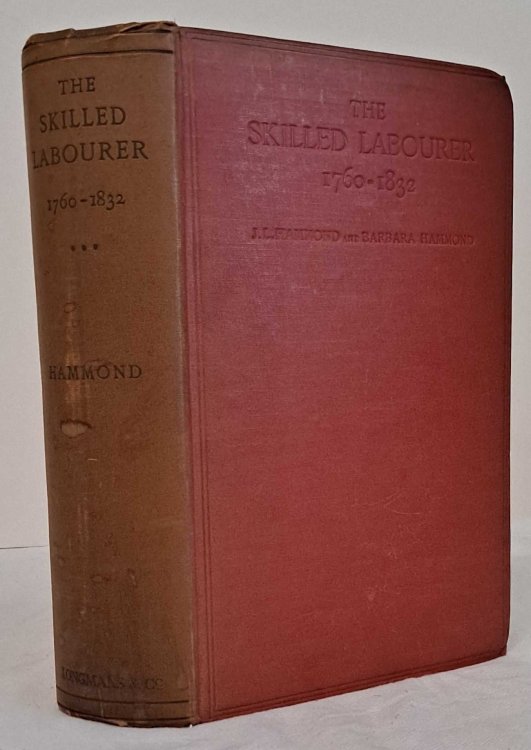 THE
SKILLED
LABOURER
1760-1832
...
HAMMOND
LONGMANS & Co
THE
SKILLED LABOURER
1760-1832
J.L. HAMMOND AND BARBARA HAMMOND